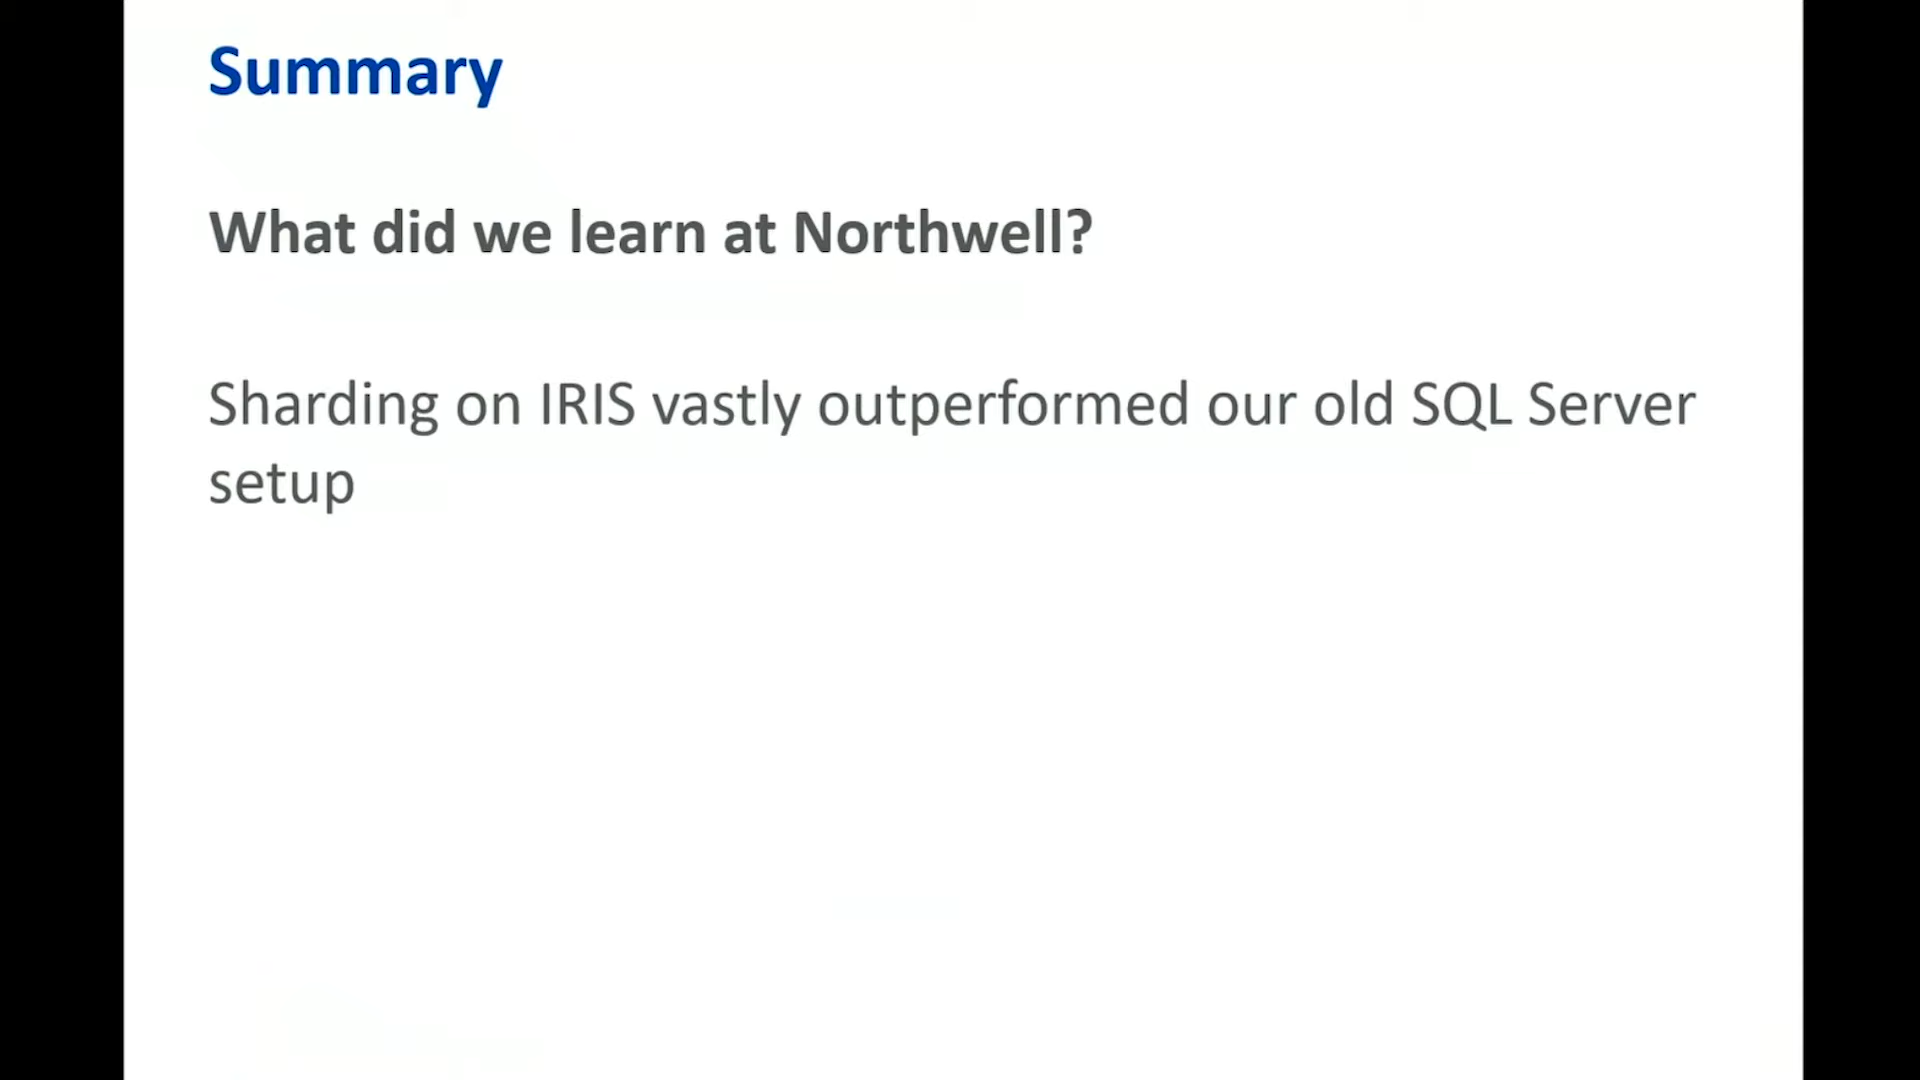 Summary
What did we learn at Northwell?
Sharding on IRIS vastly outperformed our old SQL Server
setup